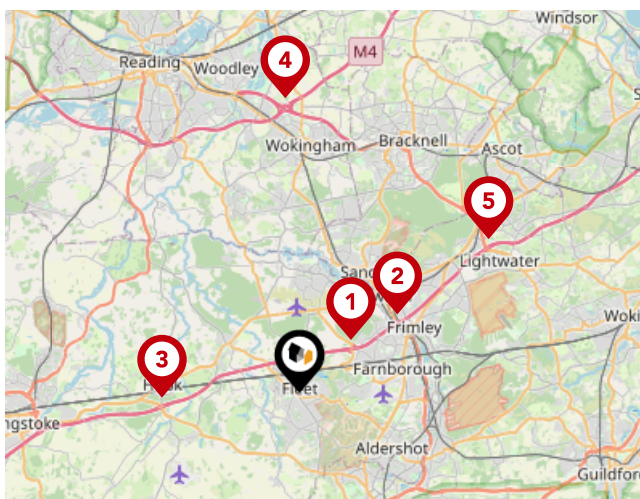 Windsor
M4
Reading
Woodley
4
Wokingham
Bracknell
Ascot
5
Lightwater
Sand
2
1
Frimley
Woki
3
Fleet
Farnborough
ngstoke
Aldershot
Guildford